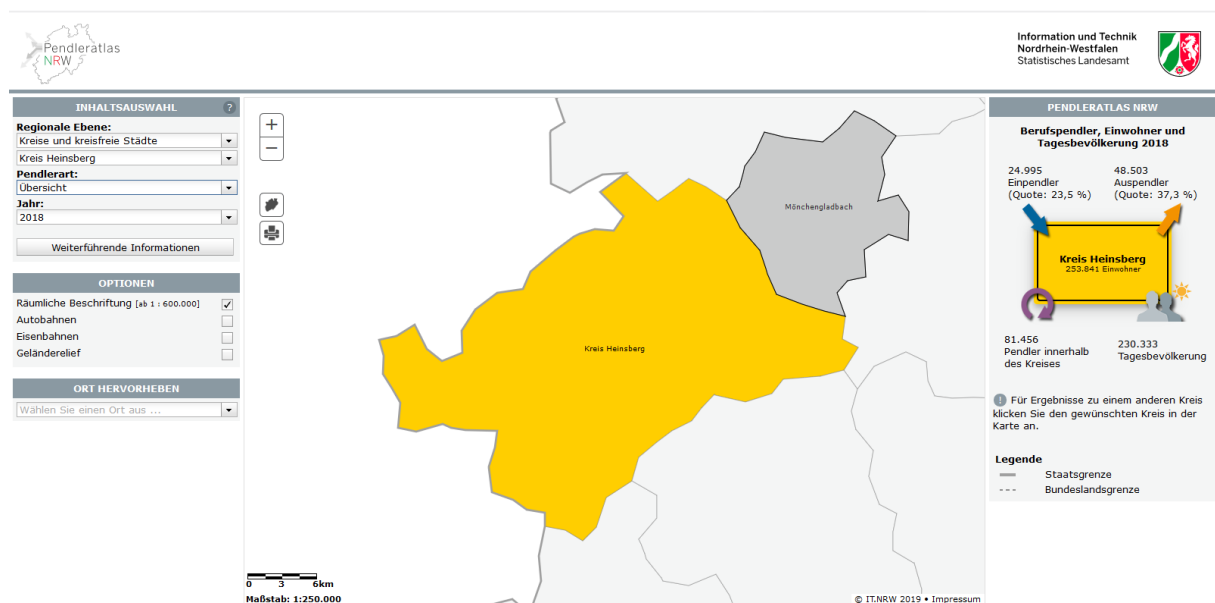 Pendleratlas
NRW
Information und Technik
Nordrhein-Westfalen
Statistisches Landesamt
INHALTSAUSWAHL ?
Regionale Ebene:
Kreise und kreisfreie Städte
Kreis Heinsberg
Pendlerart:
Übersicht
Jahr:
2018
Weiterführende Informationen
OPTIONEN
Räumliche Beschriftung [ab 1 : 600.000]
Autobahnen
Eisenbahnen
Geländerelief
ORT HERVORHEBEN
Wählen Sie einen Ort aus ...
+
−
Mönchengladbach
Kreis Heinsberg
0 3 6km
Maßstab: 1:250.000
© IT.NRW 2019 • Impressum
PENDLERATLAS NRW
Berufspendler, Einwohner und
Tagesbevölkerung 2018
24.995
Einpendler
(Quote: 23,5 %)
48.503
Auspendler
(Quote: 37,3 %)
Kreis Heinsberg
253.841 Einwohner
81.456
Pendler innerhalb
des Kreises
230.333
Tagesbevölkerung
! Für Ergebnisse zu einem anderen Kreis
klicken Sie den gewünschten Kreis in der
Karte an.
Legende
Staatsgrenze
Bundeslandsgrenze